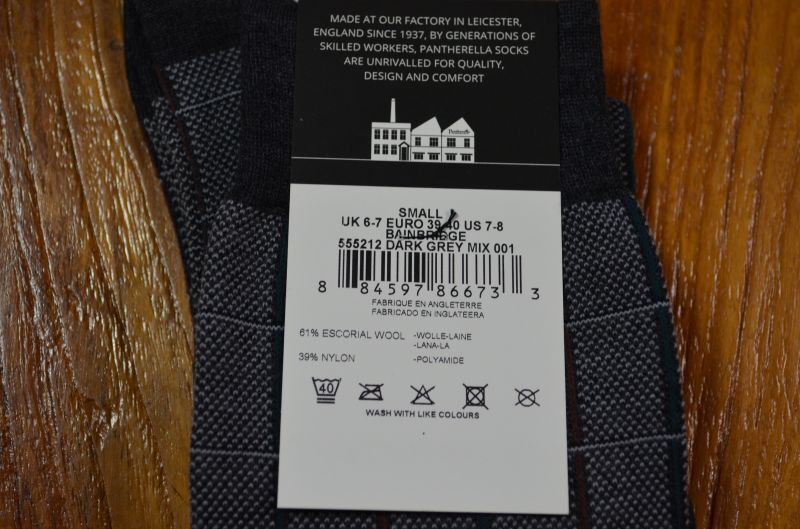 MADE AT OUR FACTORY IN LEICESTER,
ENGLAND SINCE 1937, BY GENERATIONS OF
SKILLED WORKERS, PANTHERELLA SOCKS
ARE UNRIVALLED FOR QUALITY,
DESIGN AND COMFORT
Pantherella
SMALL
UK 6-7 EURO 39-40 US 7-8
BAINBRIDGE
555212 DARK GREY MIX 001
8 84597 86673 3
FABRIQUE EN ANGLETERRE
FABRICADO EN INGLATEERA
61% ESCORIAL WOOL -WOLLE-LAINE
-LANA-LA
39% NYLON -POLYAMIDE
40
WASH WITH LIKE COLOURS